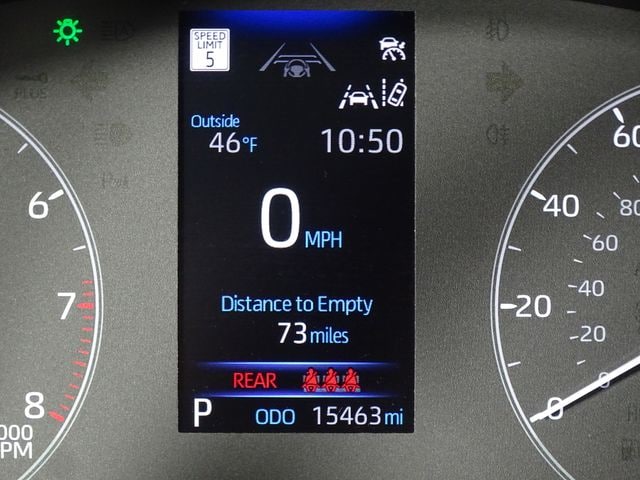 SPEED
LIMIT
5
Outside
46°F
10:50
0 MPH
Distance to Empty
73 miles
REAR
P ODO 15463 mi
6
7
8
000
PM
60
40
20
0
80
60
40
20
0